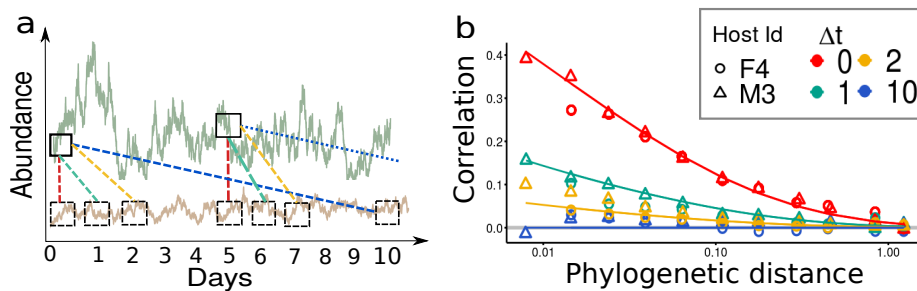 a
Abundance
0 1 2 3 4 5 6 7 8 9 10
Days
b
Correlation
0.4
0.3
0.2
0.1
0.0
0.01 0.10 1.00
Phylogenetic distance
Host Id
F4
M3
Δt
0 2
1 10